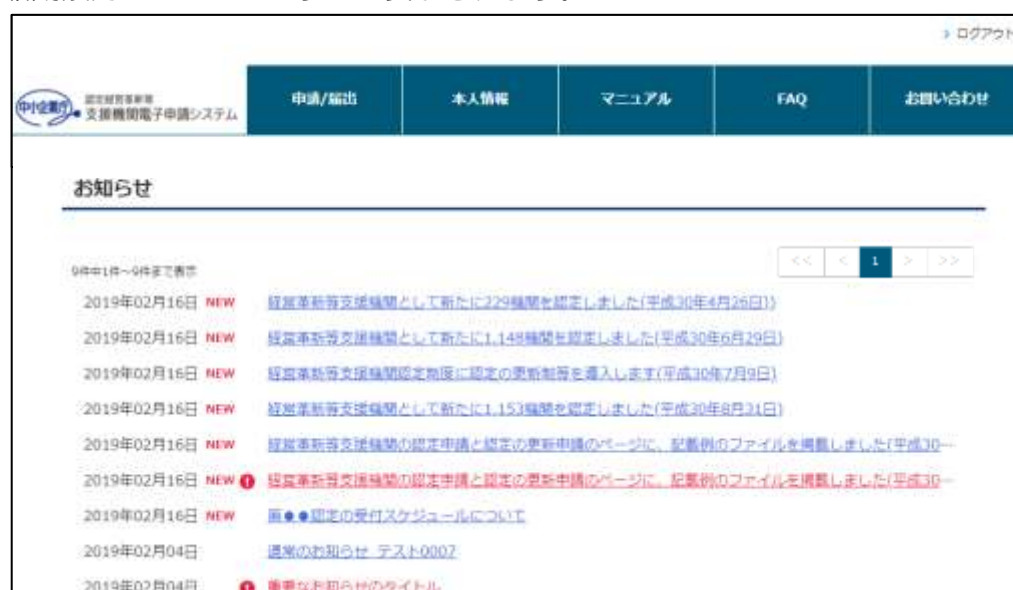 ログアウト
中小企業庁
認定経営革新等
支援機関電子申請システム
申請/届出
本人情報
マニュアル
FAQ
お問い合わせ
お知らせ
<< < 1 > >>
9件中1件~9件まで表示
2019年02月16日 NEW 経営革新等支援機関として新たに229機関を認定しました(平成30年4月26日))
2019年02月16日 NEW 経営革新等支援機関として新たに1,148機関を認定しました(平成30年6月29日)
2019年02月16日 NEW 経営革新等支援機関認定制度に認定の更新制等を導入します(平成30年7月9日)
2019年02月16日 NEW 経営革新等支援機関として新たに1,153機関を認定しました(平成30年8月31日)
2019年02月16日 NEW 経営革新等支援機関の認定申請と認定の更新申請のページに、記載例のファイルを掲載しました(平成30…
2019年02月16日 NEW 経営革新等支援機関の認定申請と認定の更新申請のページに、記載例のファイルを掲載しました(平成30…
2019年02月16日 NEW 第●●認定の受付スケジュールについて
2019年02月04日 通常のお知らせ テスト0007
2019年02月04日 重要なお知らせのタイトル